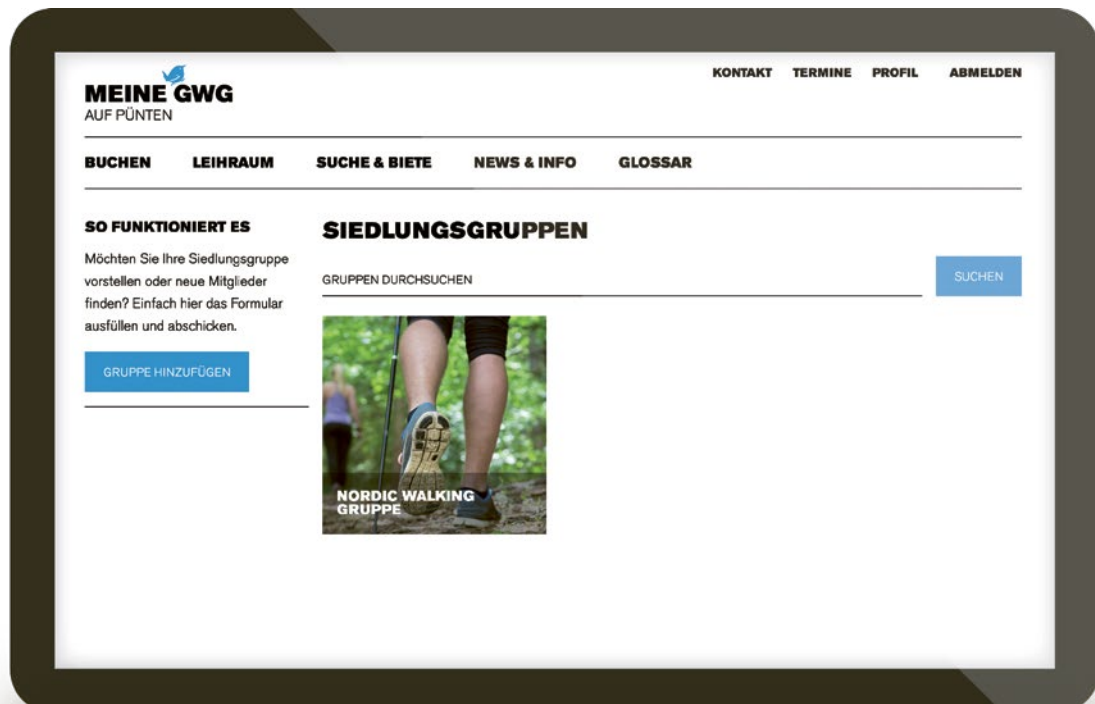 MEINE GWG
AUF PÜNTEN
KONTAKT TERMINE PROFIL ABMELDEN
BUCHEN LEIHRAUM SUCHE & BIETE NEWS & INFO GLOSSAR
SO FUNKTIONIERT ES
Möchten Sie Ihre Siedlungsgruppe
vorstellen oder neue Mitglieder
finden? Einfach hier das Formular
ausfüllen und abschicken.
GRUPPE HINZUFÜGEN
SIEDLUNGSGRUPPEN
GRUPPEN DURCHSUCHEN
SUCHEN
NORDIC WALKING
GRUPPE